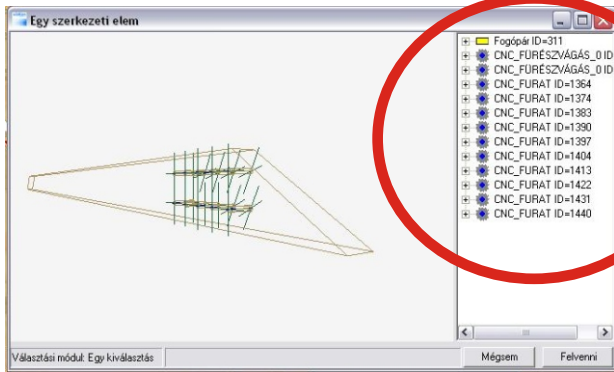 Egy szerkezeti elem
Fogópár ID=311
CNC_FŰRÉSZVÁGÁS_0 ID
CNC_FŰRÉSZVÁGÁS_0 ID
CNC_FURAT ID=1364
CNC_FURAT ID=1374
CNC_FURAT ID=1383
CNC_FURAT ID=1390
CNC_FURAT ID=1397
CNC_FURAT ID=1404
CNC_FURAT ID=1413
CNC_FURAT ID=1422
CNC_FURAT ID=1431
CNC_FURAT ID=1440
Választási módul: Egy kiválasztás
Mégsem
Felvenni